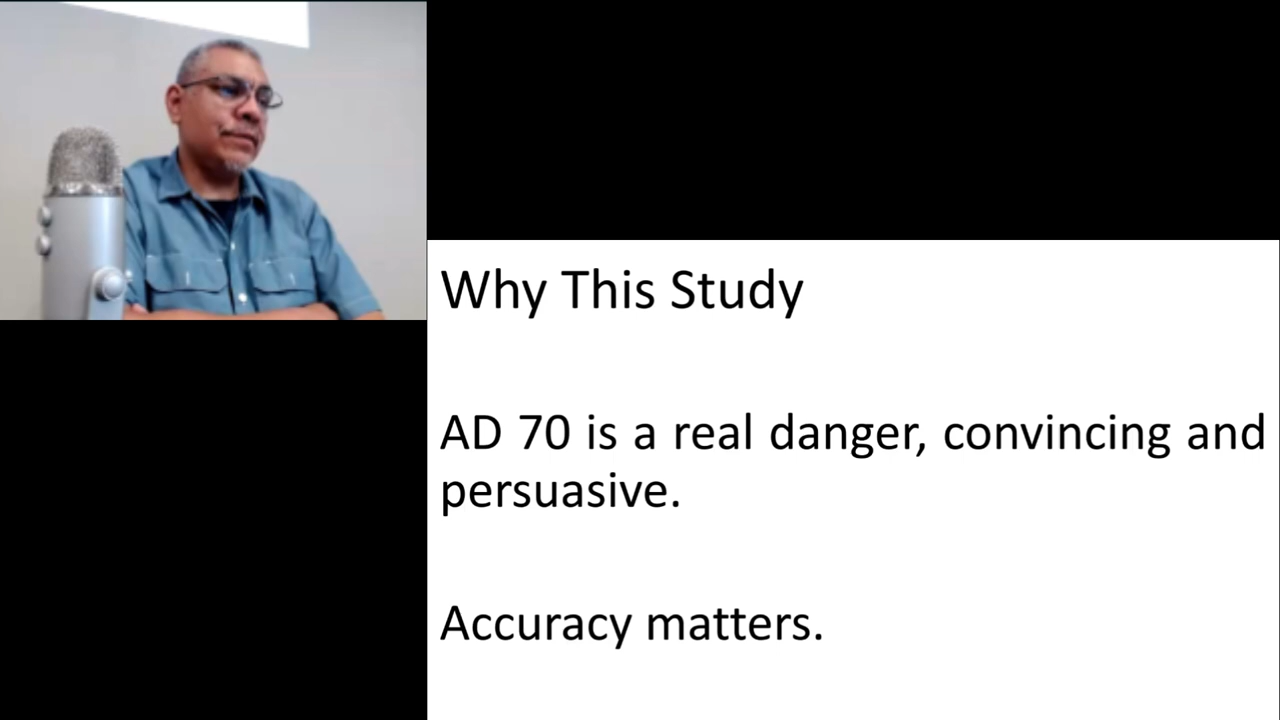 Why This Study
AD 70 is a real danger, convincing and
persuasive.
Accuracy matters.